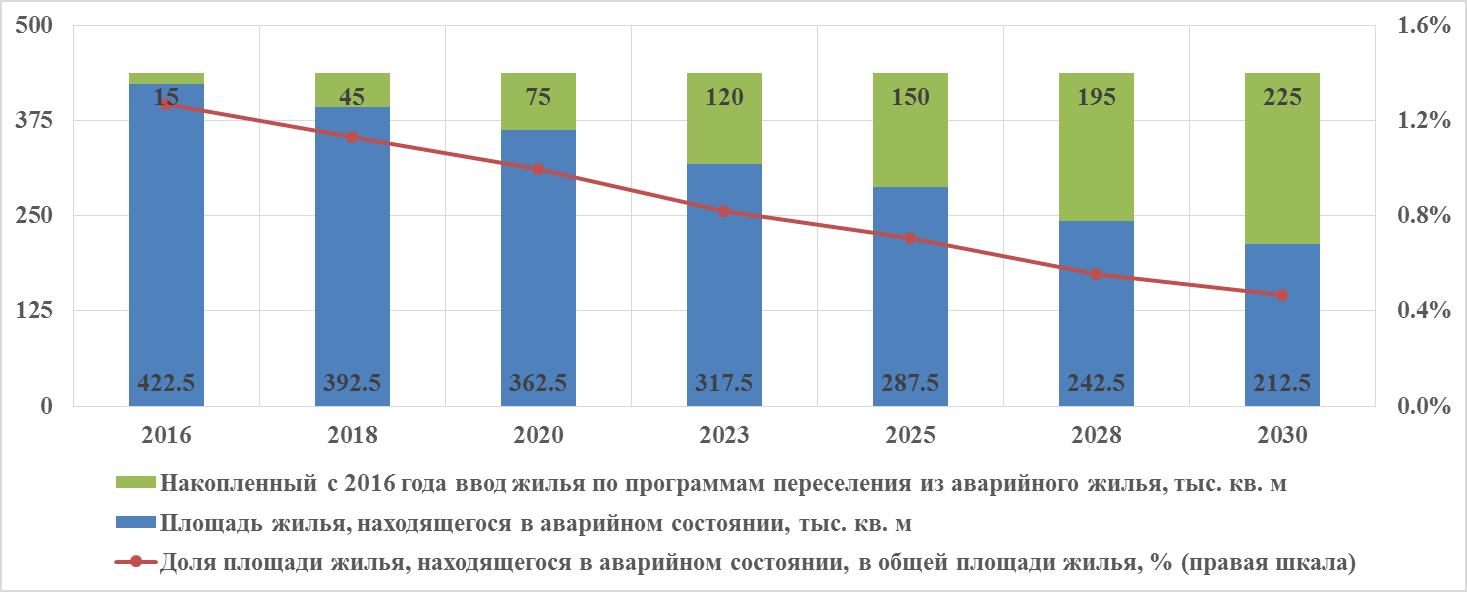 500
375
250
125
0
1.6%
1.2%
0.8%
0.4%
0.0%
15 45 75 120 150 195 225
422.5 392.5 362.5 317.5 287.5 242.5 212.5
2016 2018 2020 2023 2025 2028 2030
Накопленный с 2016 года ввод жилья по программам переселения из аварийного жилья, тыс. кв. м
Площадь жилья, находящегося в аварийном состоянии, тыс. кв. м
Доля площади жилья, находящегося в аварийном состоянии, в общей площади жилья, % (правая шкала)